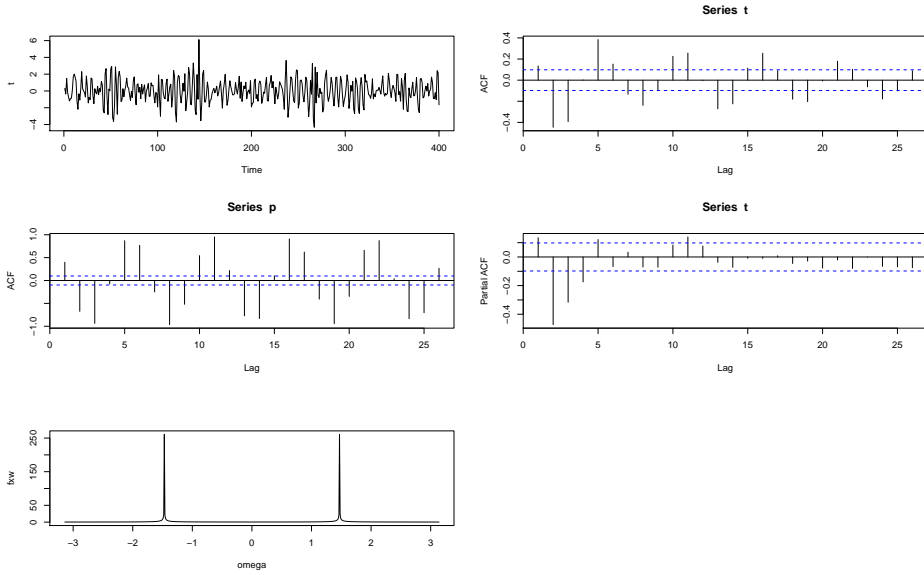 t
6
4
2
0
−4
0 100 200 300 400
Time
Series t
ACF
0.4
0.0
−0.4
0 5 10 15 20 25
Lag
Series p
ACF
1.0
0.5
0.0
−1.0
0 5 10 15 20 25
Lag
Series t
Partial ACF
0.0
−0.2
−0.4
0 5 10 15 20 25
Lag
fxw
250
150
50
0
−3 −2 −1 0 1 2 3
omega